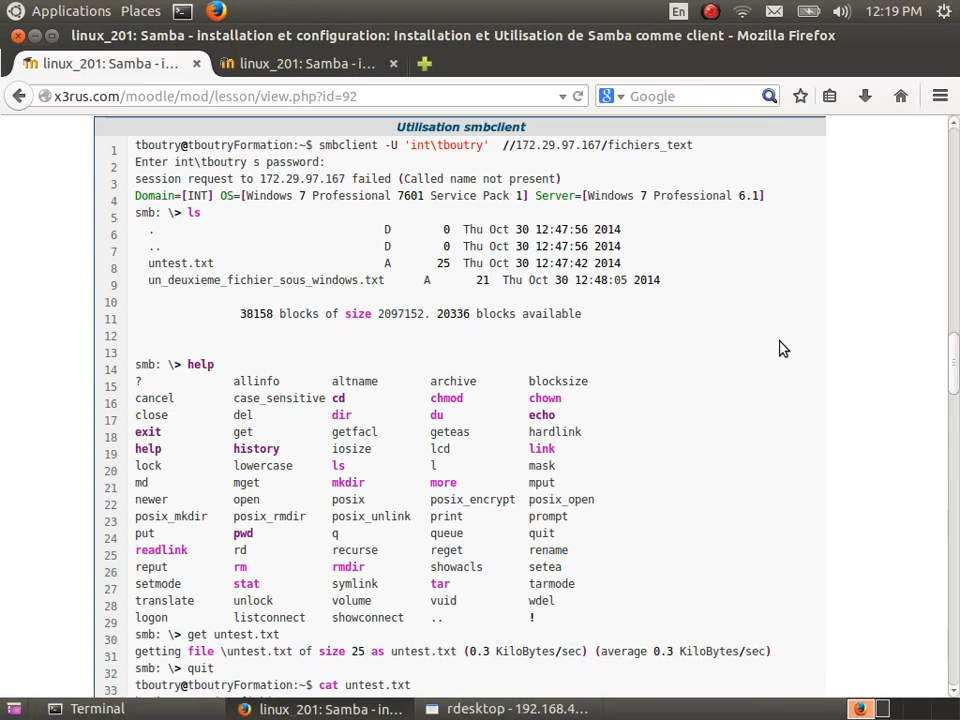 Applications Places En 12:19 PM
linux_201: Samba - installation et configuration: Installation et Utilisation de Samba comme client - Mozilla Firefox
linux_201: Samba - i... linux_201: Samba - i...
x3rus.com/moodle/mod/lesson/view.php?id=92 Google
Utilisation smbclient
1 tboutry@tboutryFormation:~$ smbclient -U 'int\tboutry' //172.29.97.167/fichiers_text
2 Enter int\tboutry s password:
3 session request to 172.29.97.167 failed (Called name not present)
4 Domain=[INT] OS=[Windows 7 Professional 7601 Service Pack 1] Server=[Windows 7 Professional 6.1]
5 smb: \> ls
6 . D 0 Thu Oct 30 12:47:56 2014
7 .. D 0 Thu Oct 30 12:47:56 2014
8 untest.txt A 25 Thu Oct 30 12:47:42 2014
9 un_deuxieme_fichier_sous_windows.txt A 21 Thu Oct 30 12:48:05 2014
10
11 38158 blocks of size 2097152. 20336 blocks available
12
13
14 smb: \> help
15 ? allinfo altname archive blocksize
16 cancel case_sensitive cd chmod chown
17 close del dir du echo
18 exit get getfacl geteas hardlink
19 help history iosize lcd link
20 lock lowercase ls l mask
21 md mget mkdir more mput
22 newer open posix posix_encrypt posix_open
23 posix_mkdir posix_rmdir posix_unlink print prompt
24 put pwd q queue quit
25 readlink rd recurse reget rename
26 reput rm rmdir showacls setea
27 setmode stat symlink tar tarmode
28 translate unlock volume vuid wdel
29 logon listconnect showconnect .. !
30 smb: \> get untest.txt
31 getting file \untest.txt of size 25 as untest.txt (0.3 KiloBytes/sec) (average 0.3 KiloBytes/sec)
32 smb: \> quit
33 tboutry@tboutryFormation:~$ cat untest.txt
Terminal linux_201: Samba - in... rdesktop - 192.168.4...